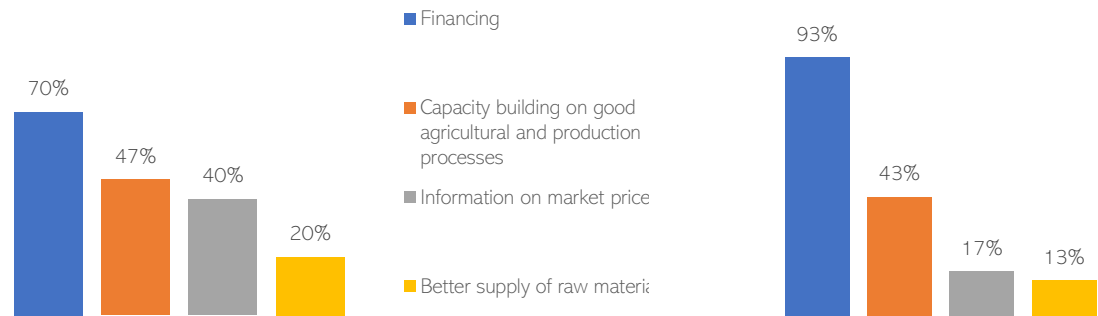 70%
47%
40%
20%
Financing
Capacity building on good
agricultural and production
processes
Information on market price
Better supply of raw
93%
43%
17%
13%